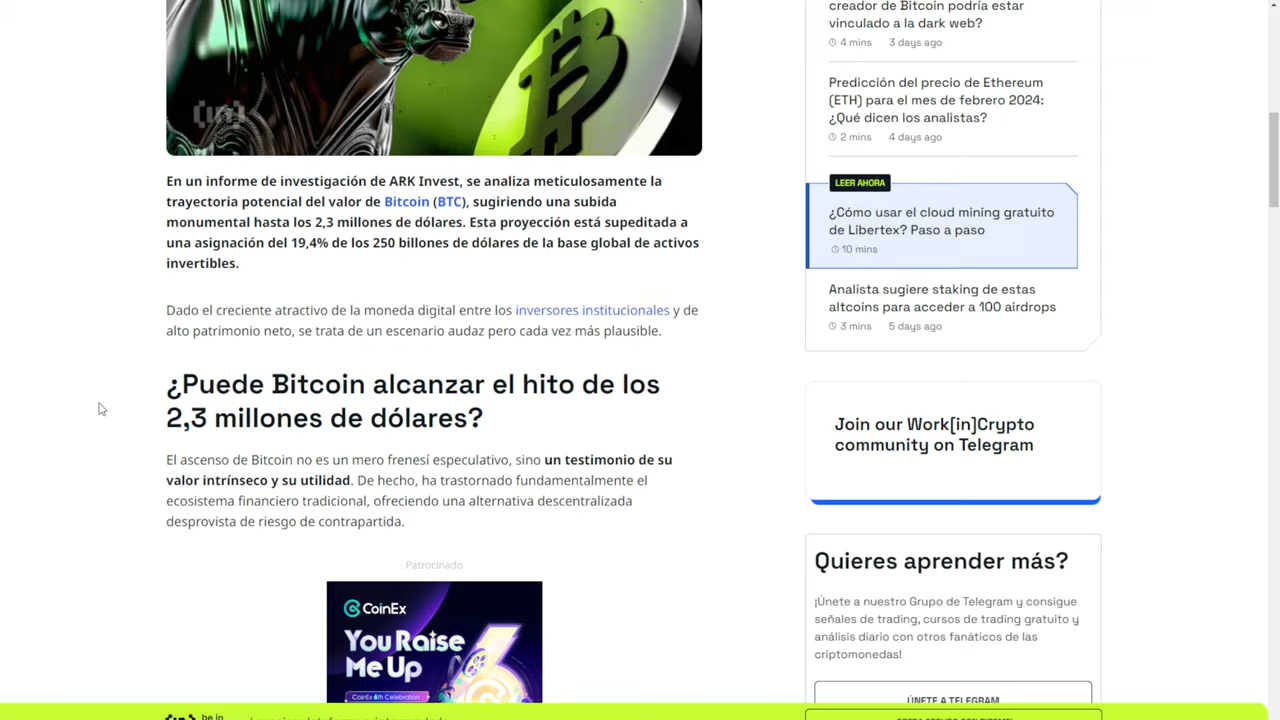 En un informe de investigación de ARK Invest, se analiza meticulosamente la
trayectoria potencial del valor de Bitcoin (BTC), sugiriendo una subida
monumental hasta los 2,3 millones de dólares. Esta proyección está supeditada a
una asignación del 19,4% de los 250 billones de dólares de la base global de activos
invertibles.
Dado el creciente atractivo de la moneda digital entre los inversores institucionales y de
alto patrimonio neto, se trata de un escenario audaz pero cada vez más plausible.
¿Puede Bitcoin alcanzar el hito de los
2,3 millones de dólares?
El ascenso de Bitcoin no es un mero frenesí especulativo, sino un testimonio de su
valor intrínseco y su utilidad. De hecho, ha trastornado fundamentalmente el
ecosistema financiero tradicional, ofreciendo una alternativa descentralizada
desprovista de riesgo de contrapartida.
Patrocinado
CoinEx
You Raise
Me Up
CoinEx 6th Celebration
creador de Bitcoin podría estar
vinculado a la dark web?
4 mins 3 days ago
Predicción del precio de Ethereum
(ETH) para el mes de febrero 2024:
¿Qué dicen los analistas?
2 mins 4 days ago
LEER AHORA
¿Cómo usar el cloud mining gratuito
de Libertex? Paso a paso
10 mins
Analista sugiere staking de estas
altcoins para acceder a 100 airdrops
3 mins 5 days ago
Join our Work[in]Crypto
community on Telegram
Quieres aprender más?
¡Únete a nuestro Grupo de Telegram y consigue
señales de trading, cursos de trading gratuito y
análisis diario con otros fanáticos de las
criptomonedas!
ÚNETE A TELEGRAM
be in